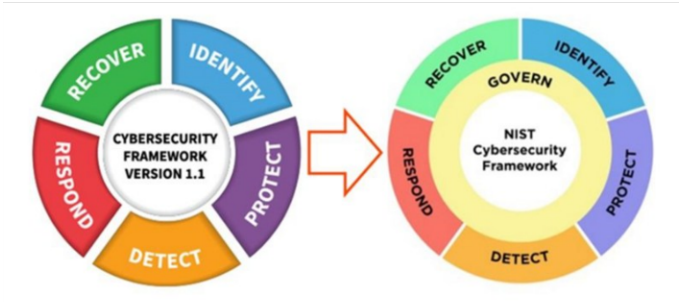 RECOVER
IDENTIFY
PROTECT
DETECT
RESPOND
CYBERSECURITY
FRAMEWORK
VERSION 1.1
RECOVER
IDENTIFY
PROTECT
DETECT
RESPOND
GOVERN
NIST
Cybersecurity
Framework